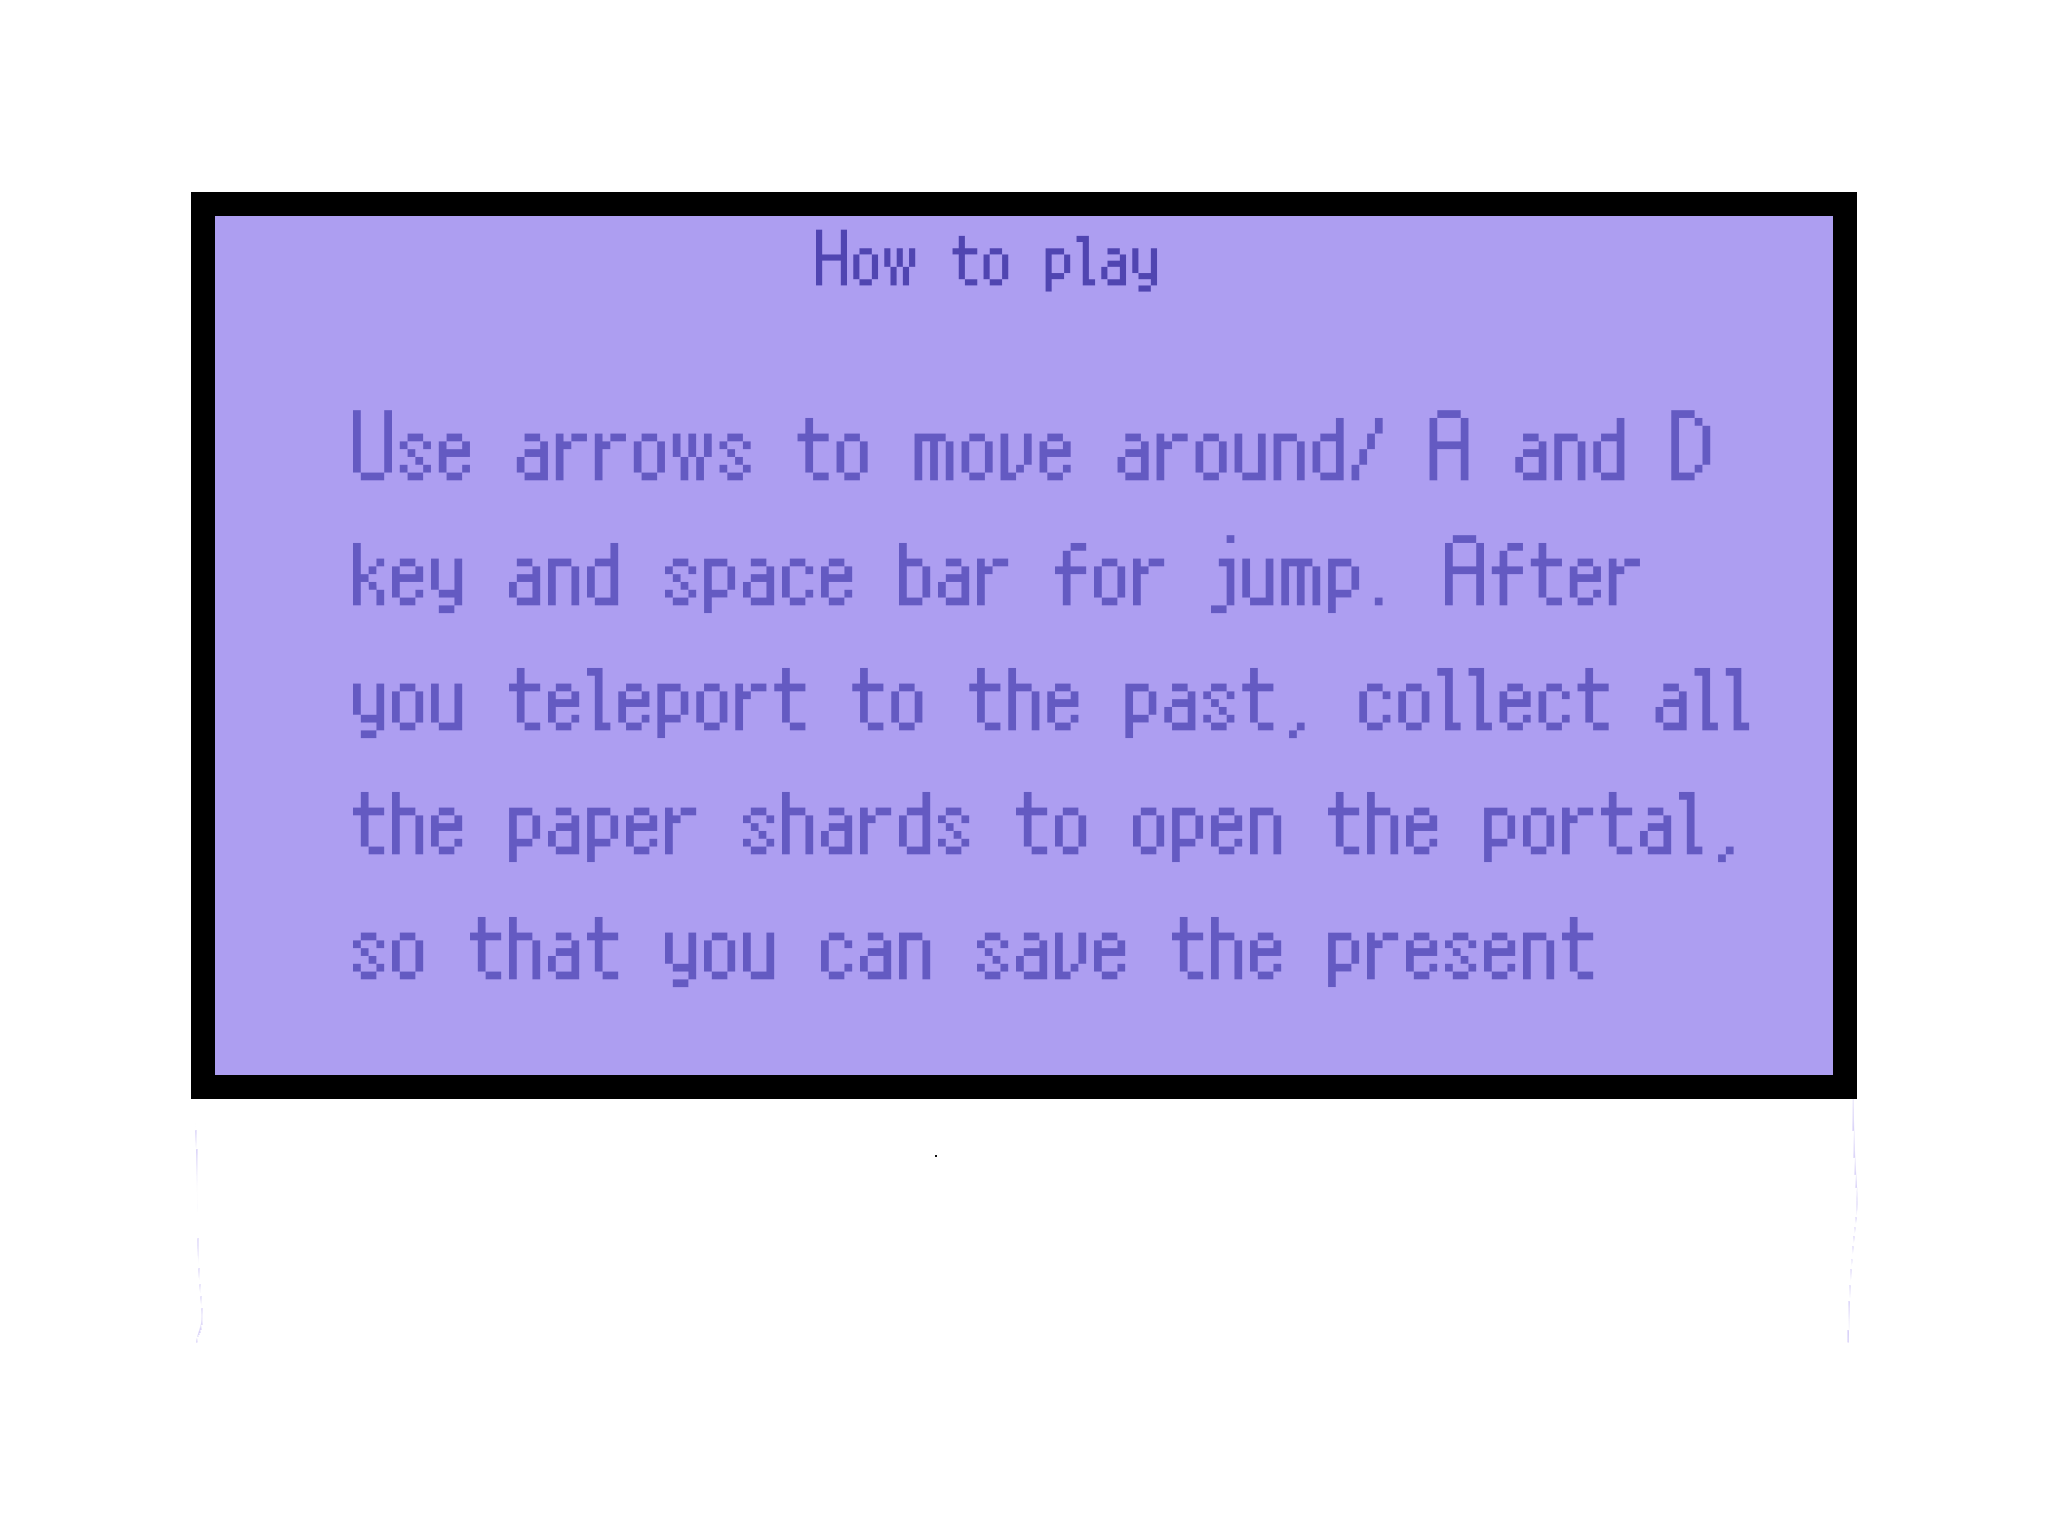 How to play
Use arrows to move around/ A and D
key and space bar for jump. After
you teleport to the past, collect all
the paper shards to open the portal,
so that you can save the present